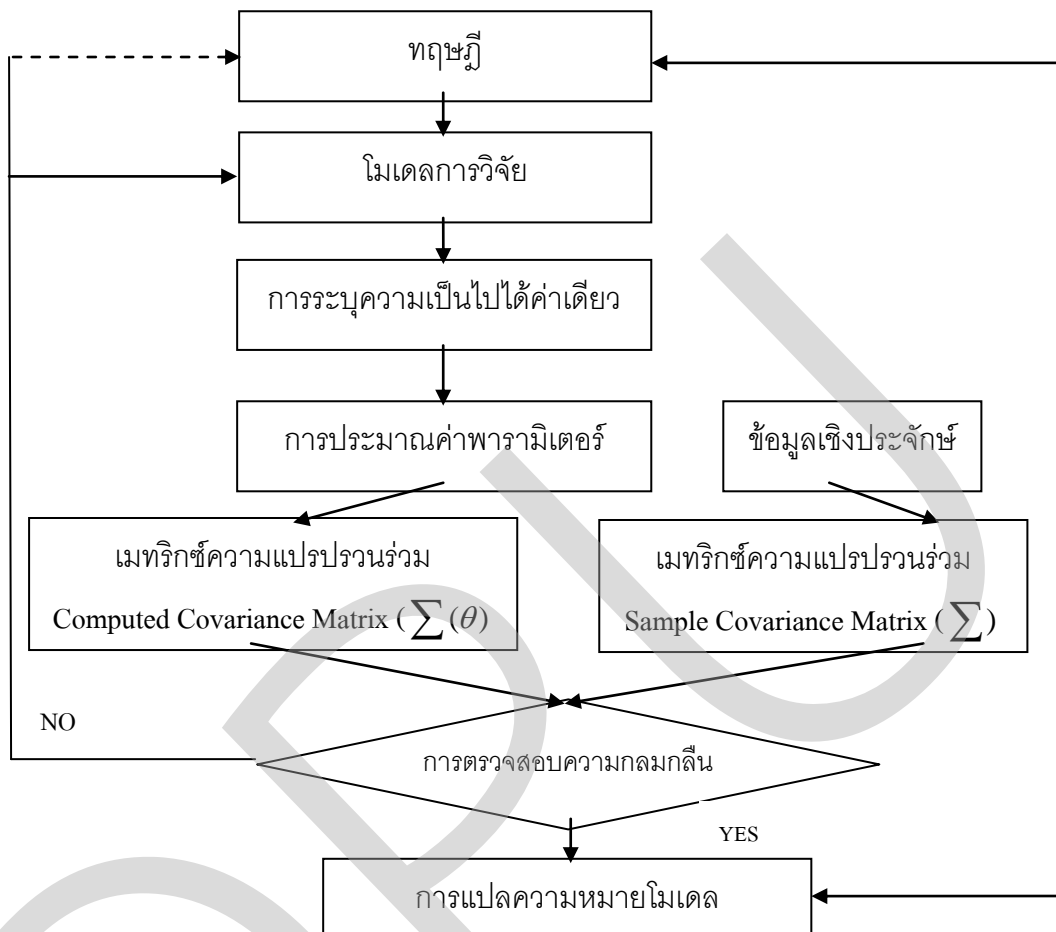 ทฤษฎี
โมเดลการวิจัย
การระบุความเป็นไปได้ค่าเดียว
การประมาณค่าพารามิเตอร์
ข้อมูลเชิงประจักษ์
เมทริกซ์ความแปรปรวนร่วม
Computed Covariance Matrix (∑(θ)
เมทริกซ์ความแปรปรวนร่วม
Sample Covariance Matrix (∑)
NO
การตรวจสอบความกลมกลืน
YES
การแปลความหมายโมเดล
DPU